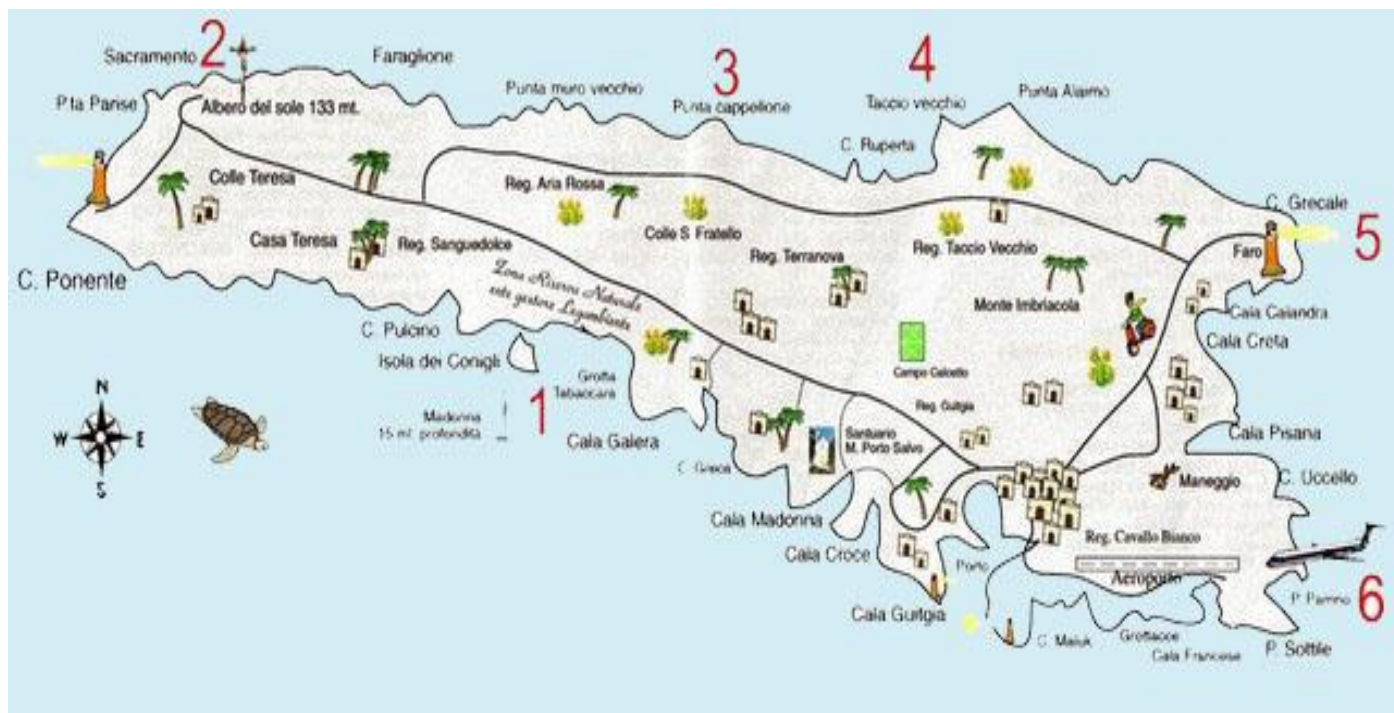 Sacramento
2
Faraglione
3
4
P.ta Parise
Albero del sole 133 mt.
Punta muro vecchio
Punta cappellone
Taccio vecchio
Punta Alaimo
C. Ruperta
Colle Teresa
Reg. Aria Rossa
C. Grecale
5
Casa Teresa
Reg. Sanguedolce
Colle S Fratello
Reg. Taccio Vecchio
Faro
Reg. Terranova
C. Ponente
Zona Riserva Naturale
ente gestore Legambiente
Monte Imbriacola
Cala Calandra
C. Pulcino
Cala Creta
Isola dei Conigli
Grotta
Tabaccara
Campo Calcetto
N
W
E
S
Madonna
15 mt. profondità
1
Reg. Guitgia
Cala Galera
Santuario
M. Porto Salvo
Cala Pisana
C. Greca
Maneggio
C. Uccello
Cala Madonna
Reg. Cavallo Bianco
Cala Croce
Porto
Aeroporto
P.
6
Cala Guitgia
C. Maluk
Grottacce
Cala Francese
P. Sottile